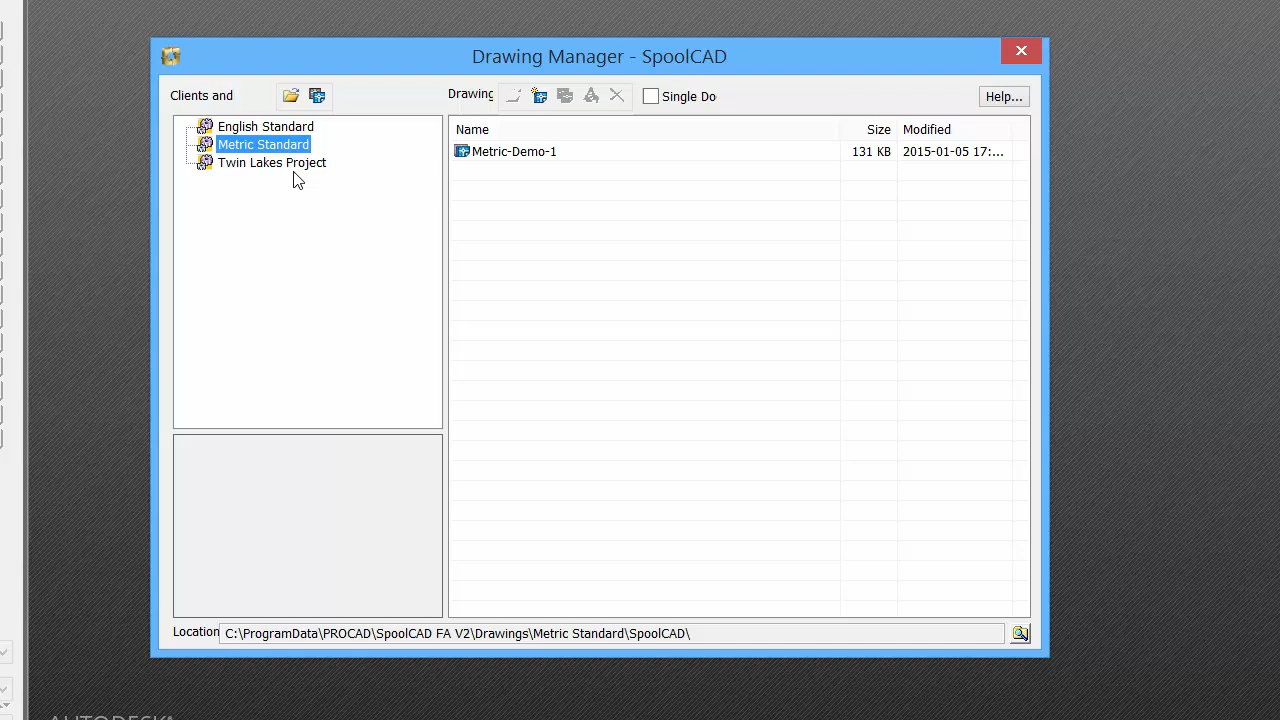 Drawing Manager - SpoolCAD
Clients and
Drawing
Single Do
Help...
English Standard
Metric Standard
Twin Lakes Project
Name Size Modified
Metric-Demo-1 131 KB 2015-01-05 17:...
Location C:\ProgramData\PROCAD\SpoolCAD FA V2\Drawings\Metric Standard\SpoolCAD\
AUTODESK®